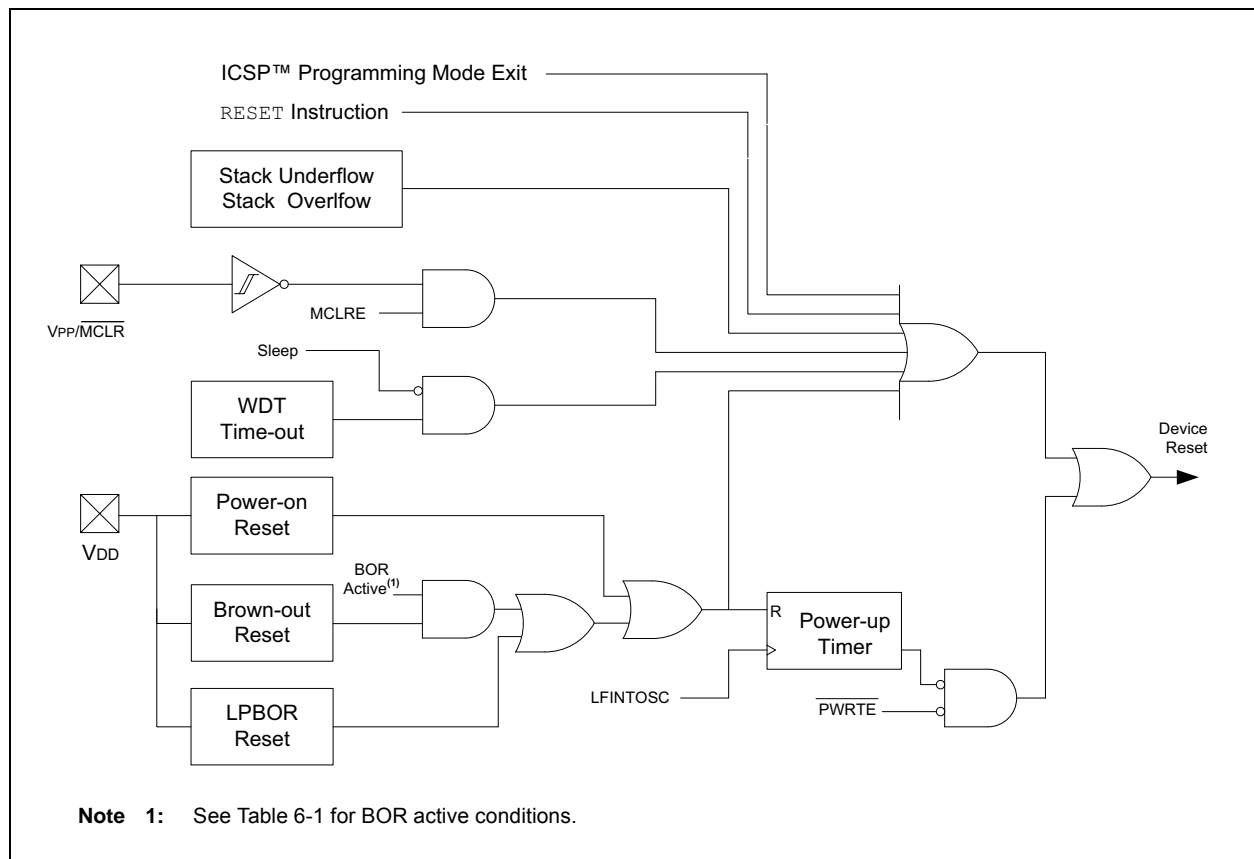 ICSP™ Programming Mode Exit
RESET Instruction
Stack Underflow
Stack Overlfow
VPP/MCLR
MCLRE
Sleep
WDT
Time-out
Device
Reset
VDD
Power-on
Reset
BOR
Active(1)
Brown-out
Reset
R
Power-up
Timer
LFINTOSC
PWRTE
LPBOR
Reset
Note 1: See Table 6-1 for BOR active conditions.